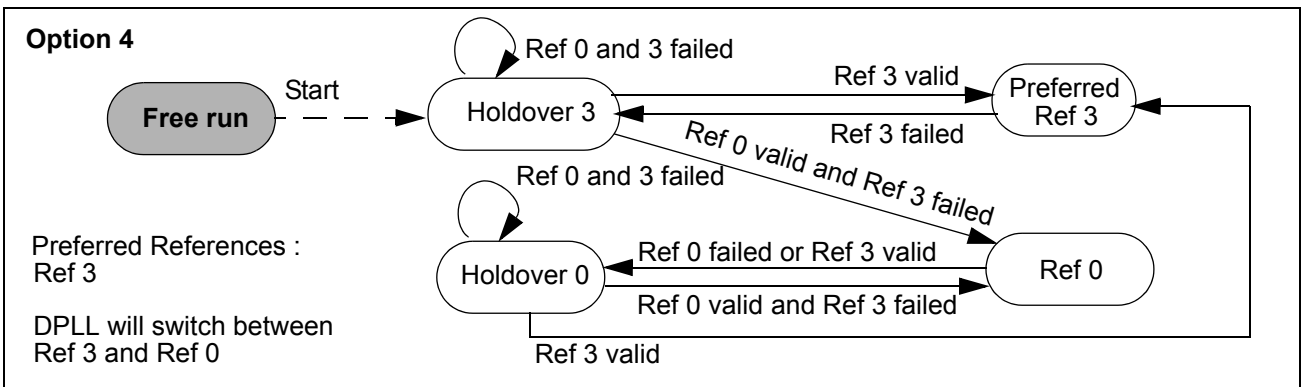 Option 4
Ref 0 and 3 failed
Free run
Start
Holdover 3
Ref 3 valid
Preferred
Ref 3
Ref 3 failed
Ref 0 valid and Ref 3 failed
Ref 0 and 3 failed
Preferred References :
Ref 3
Holdover 0
Ref 0 failed or Ref 3 valid
Ref 0
Ref 0 valid and Ref 3 failed
DPLL will switch between
Ref 3 and Ref 0
Ref 3 valid